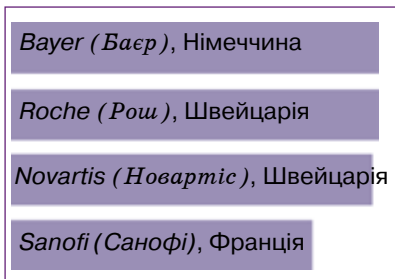 Bayer (Баєр), Німеччина
Roche (Рош), Швейцарія
Novartis (Новартіс), Швейцарія
Sanofi (Санофі), Франція